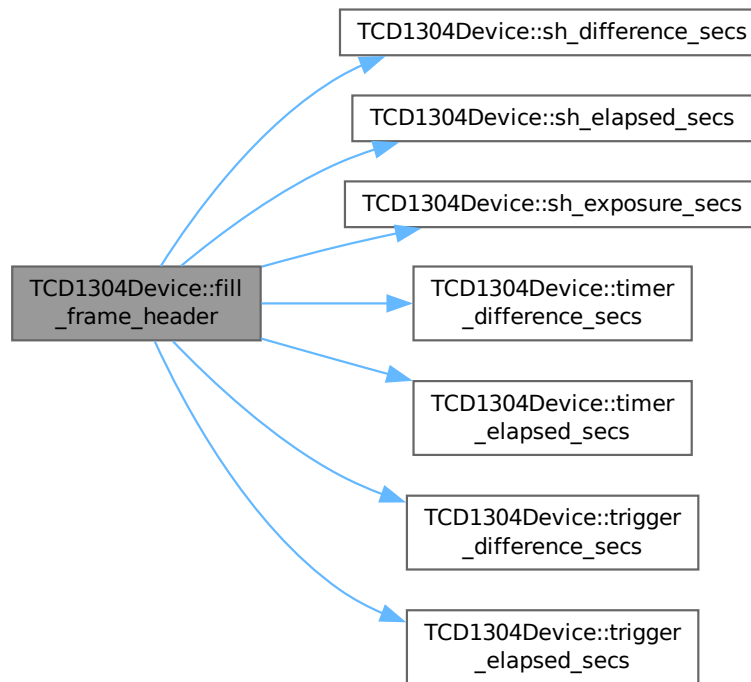 TCD1304Device::sh_difference_secs
TCD1304Device::sh_elapsed_secs
TCD1304Device::sh_exposure_secs
TCD1304Device::fill
_frame_header
TCD1304Device::timer
_difference_secs
TCD1304Device::timer
_elapsed_secs
TCD1304Device::trigger
_difference_secs
TCD1304Device::trigger
_elapsed_secs